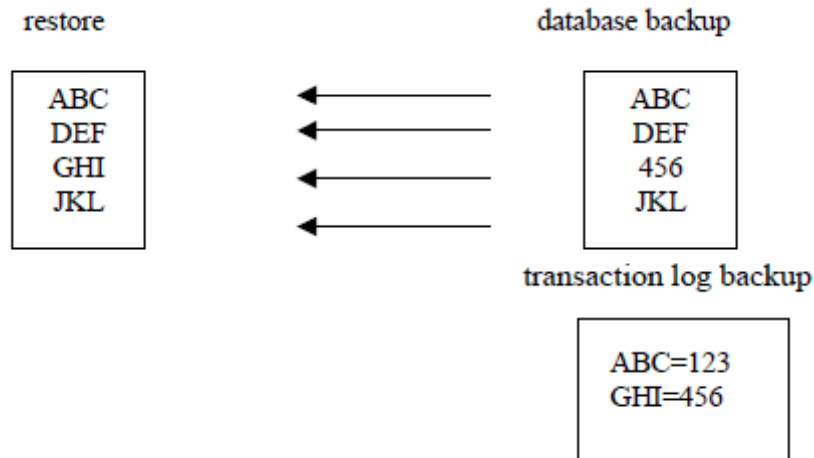 restore
database backup
ABC
DEF
GHI
JKL
ABC
DEF
456
JKL
transaction log backup
ABC=123
GHI=456